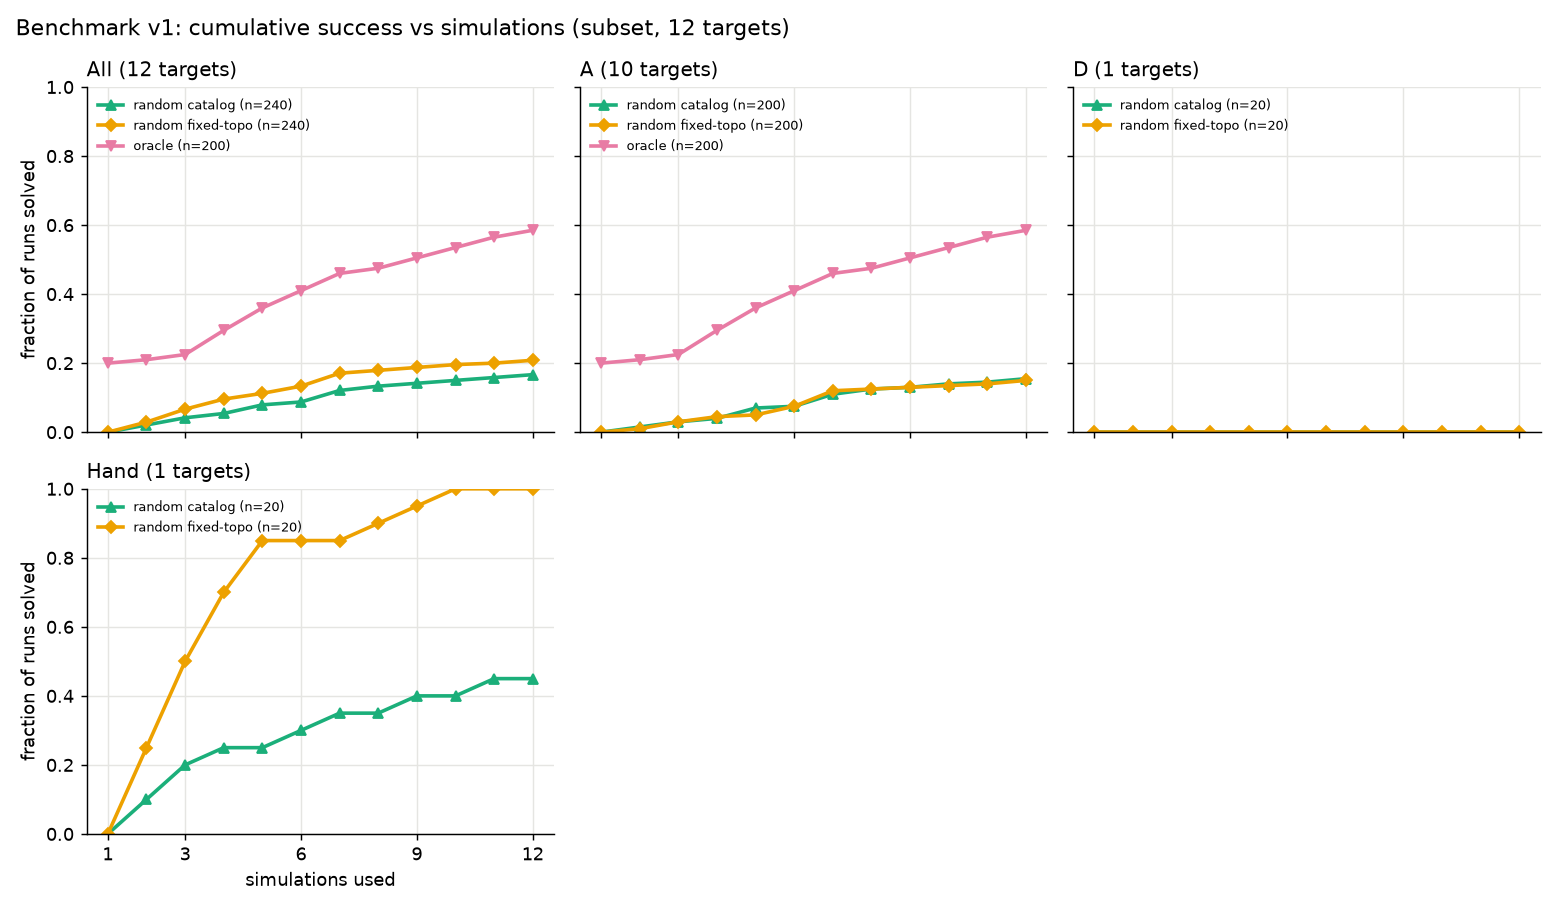 Benchmark v1: cumulative success vs simulations (subset, 12 targets)
All (12 targets)
random catalog (n=240)
random fixed-topo (n=240)
oracle (n=200)
fraction of runs solved
1.0
0.8
0.6
0.4
0.2
0.0
A (10 targets)
random catalog (n=200)
random fixed-topo (n=200)
oracle (n=200)
D (1 targets)
random catalog (n=20)
random fixed-topo (n=20)
Hand (1 targets)
random catalog (n=20)
random fixed-topo (n=20)
fraction of runs solved
1.0
0.8
0.6
0.4
0.2
0.0
1 3 6 9 12
simulations used